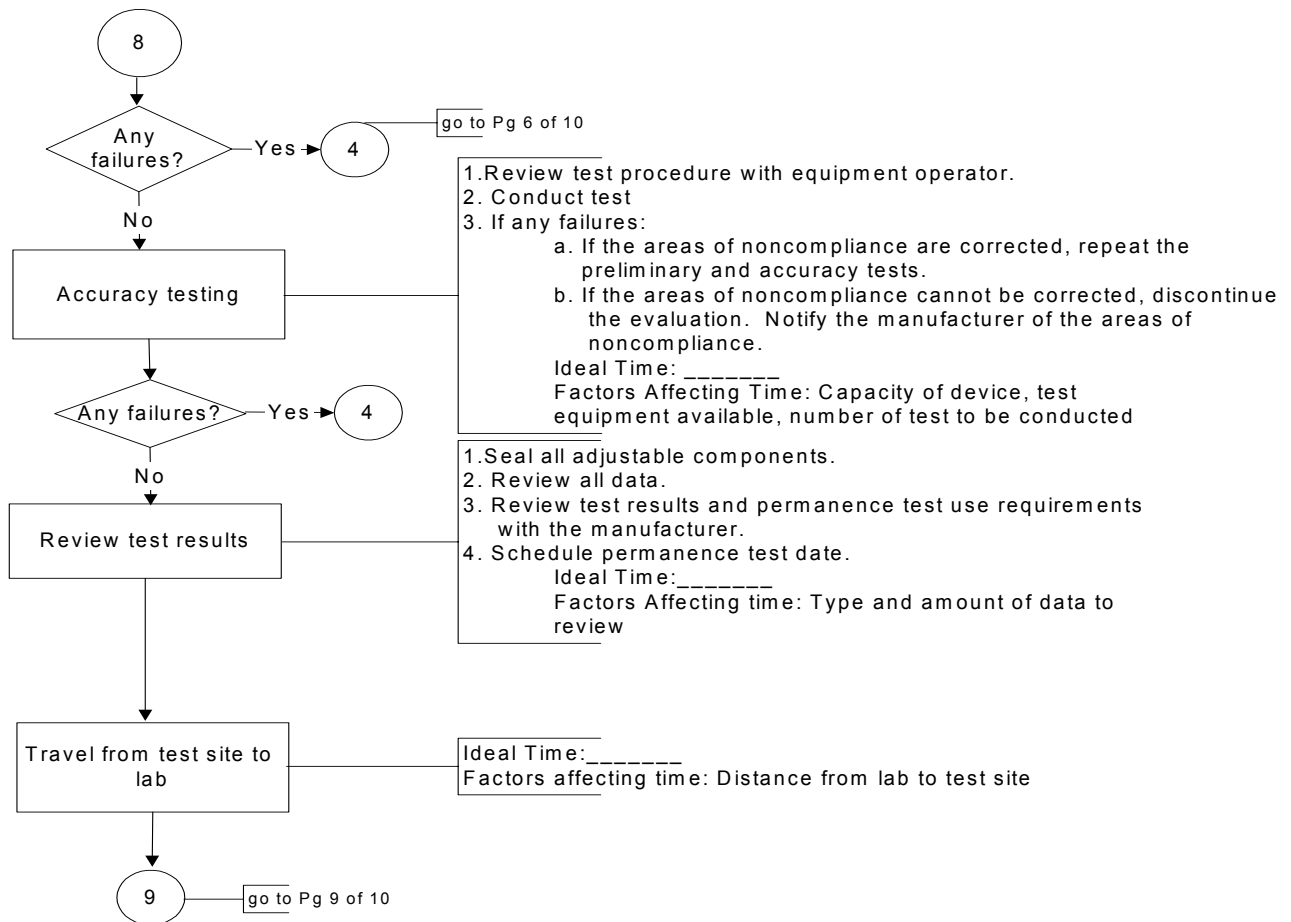 8
go to Pg 6 of 10
Any
failures?
Yes
4
No
1.Review test procedure with equipment operator.
2. Conduct test
3. If any failures:
a. If the areas of noncompliance are corrected, repeat the
preliminary and accuracy tests.
b. If the areas of noncompliance cannot be corrected, discontinue
the evaluation. Notify the manufacturer of the areas of
noncompliance.
Ideal Time: _______
Factors Affecting Time: Capacity of device, test
equipment available, number of test to be conducted
Accuracy testing
Any failures?
Yes
4
No
1.Seal all adjustable components.
2. Review all data.
3. Review test results and permanence test use requirements
with the manufacturer.
4. Schedule permanence test date.
Ideal Time:_______
Factors Affecting time: Type and amount of data to
review
Review test results
Travel from test site to
lab
Ideal Time:_______
Factors affecting time: Distance from lab to test site
9
go to Pg 9 of 10